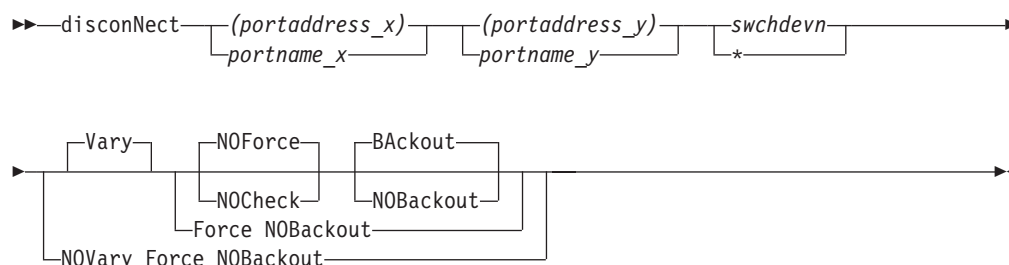 disconNect (portaddress_x) (portaddress_y) swchdevn
portname_x portname_y *
Vary NOForce BAckout
NOCheck NOBackout
Force NOBackout
NOVary Force NOBackout